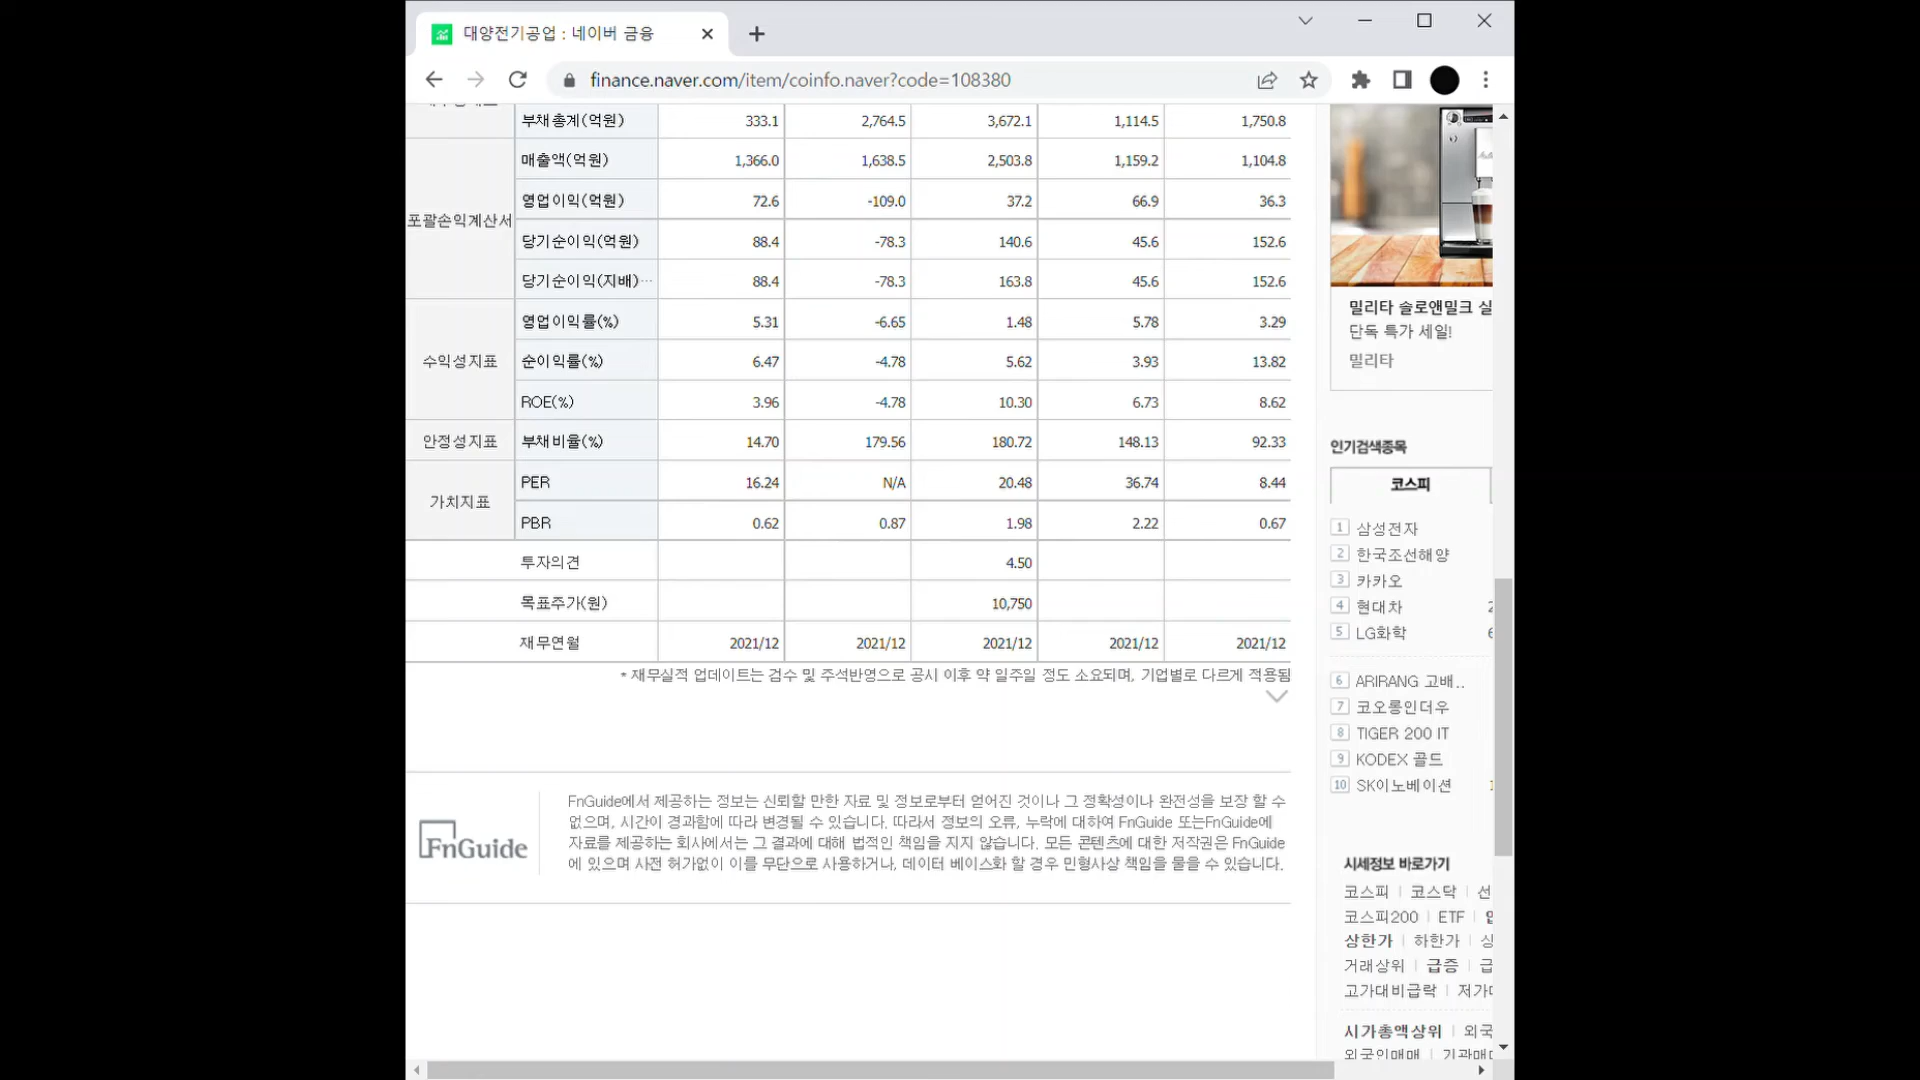 대양전기공업 : 네이버 금융
finance.naver.com/item/coinfo.naver?code=108380
부채총계(억원) 333.1 2,764.5 3,672.1 1,114.5 1,750.8
포괄손익계산서
매출액(억원) 1,366.0 1,638.5 2,503.8 1,159.2 1,104.8
영업이익(억원) 72.6 -109.0 37.2 66.9 36.3
당기순이익(억원) 88.4 -78.3 140.6 45.6 152.6
당기순이익(지배)… 88.4 -78.3 163.8 45.6 152.6
수익성지표
영업이익률(%) 5.31 -6.65 1.48 5.78 3.29
순이익률(%) 6.47 -4.78 5.62 3.93 13.82
ROE(%) 3.96 -4.78 10.30 6.73 8.62
안정성지표 부채비율(%) 14.70 179.56 180.72 148.13 92.33
가치지표
PER 16.24 N/A 20.48 36.74 8.44
PBR 0.62 0.87 1.98 2.22 0.67
투자의견 4.50
목표주가(원) 10,750
재무연월 2021/12 2021/12 2021/12 2021/12 2021/12
* 재무실적 업데이트는 검수 및 주석반영으로 공시 이후 약 일주일 정도 소요되며, 기업별로 다르게 적용됨
FnGuide
FnGuide에서 제공하는 정보는 신뢰할 만한 자료 및 정보로부터 얻어진 것이나 그 정확성이나 완전성을 보장 할 수
없으며, 시간이 경과함에 따라 변경될 수 있습니다. 따라서 정보의 오류, 누락에 대하여 FnGuide 또는FnGuide에
자료를 제공하는 회사에서는 그 결과에 대해 법적인 책임을 지지 않습니다. 모든 콘텐츠에 대한 저작권은 FnGuide
에 있으며 사전 허가없이 이를 무단으로 사용하거나, 데이터 베이스화 할 경우 민형사상 책임을 물을 수 있습니다.
밀리타 솔로앤밀크 실
단독 특가 세일!
밀리타
인기검색종목
코스피
1 삼성전자
2 한국조선해양
3 카카오
4 현대차
5 LG화학
6 ARIRANG 고배..
7 코오롱인더우
8 TIGER 200 IT
9 KODEX 골드
10 SK이노베이션
시세정보 바로가기
코스피 | 코스닥 | 선
코스피200 | ETF
상한가 | 하한가 | 상
거래상위 | 급증 | 급
고가대비급락 | 저가대
시가총액상위 | 외국
외국인매매 | 기관매매